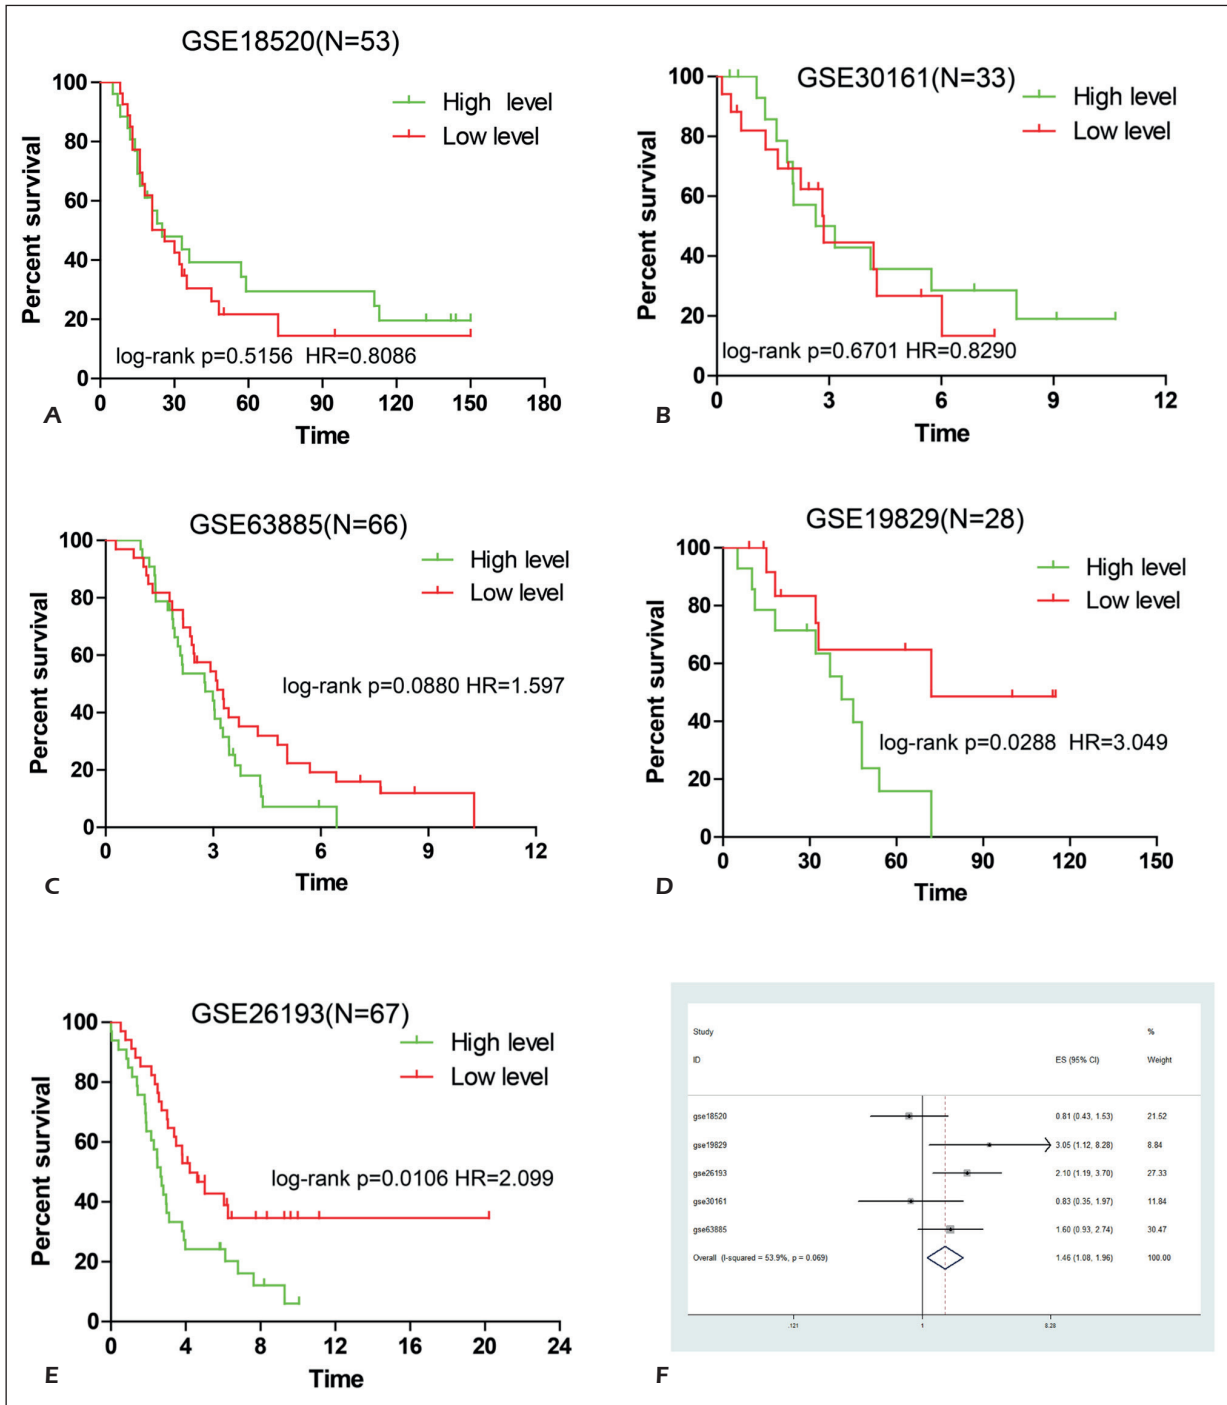 GSE18520(N=53)
High level
Low level
Percent survival
100
80
60
40
20
0
log-rank p=0.5156 HR=0.8086
0 30 60 90 120 150 180
Time
A
GSE30161(N=33)
High level
Low level
Percent survival
100
80
60
40
20
0
log-rank p=0.6701 HR=0.8290
0 3 6 9 12
Time
B
GSE63885(N=66)
High level
Low level
Percent survival
100
80
60
40
20
0
log-rank p=0.0880 HR=1.597
0 3 6 9 12
Time
C
GSE19829(N=28)
High level
Low level
Percent survival
100
80
60
40
20
0
log-rank p=0.0288 HR=3.049
0 30 60 90 120 150
Time
D
GSE26193(N=67)
High level
Low level
Percent survival
100
80
60
40
20
0
log-rank p=0.0106 HR=2.099
0 4 8 12 16 20 24
Time
E
Study %
ID ES (95% CI) Weight
gse18520 0.81 (0.43, 1.53) 21.52
gse19829 3.05 (1.12, 8.28) 8.84
gse26193 2.10 (1.19, 3.70) 27.33
gse30161 0.83 (0.35, 1.97) 11.84
gse63885 1.60 (0.93, 2.74) 30.47
Overall (I-squared = 53.9%, p = 0.069) 1.46 (1.08, 1.96) 100.00
.121 1 8.28
F